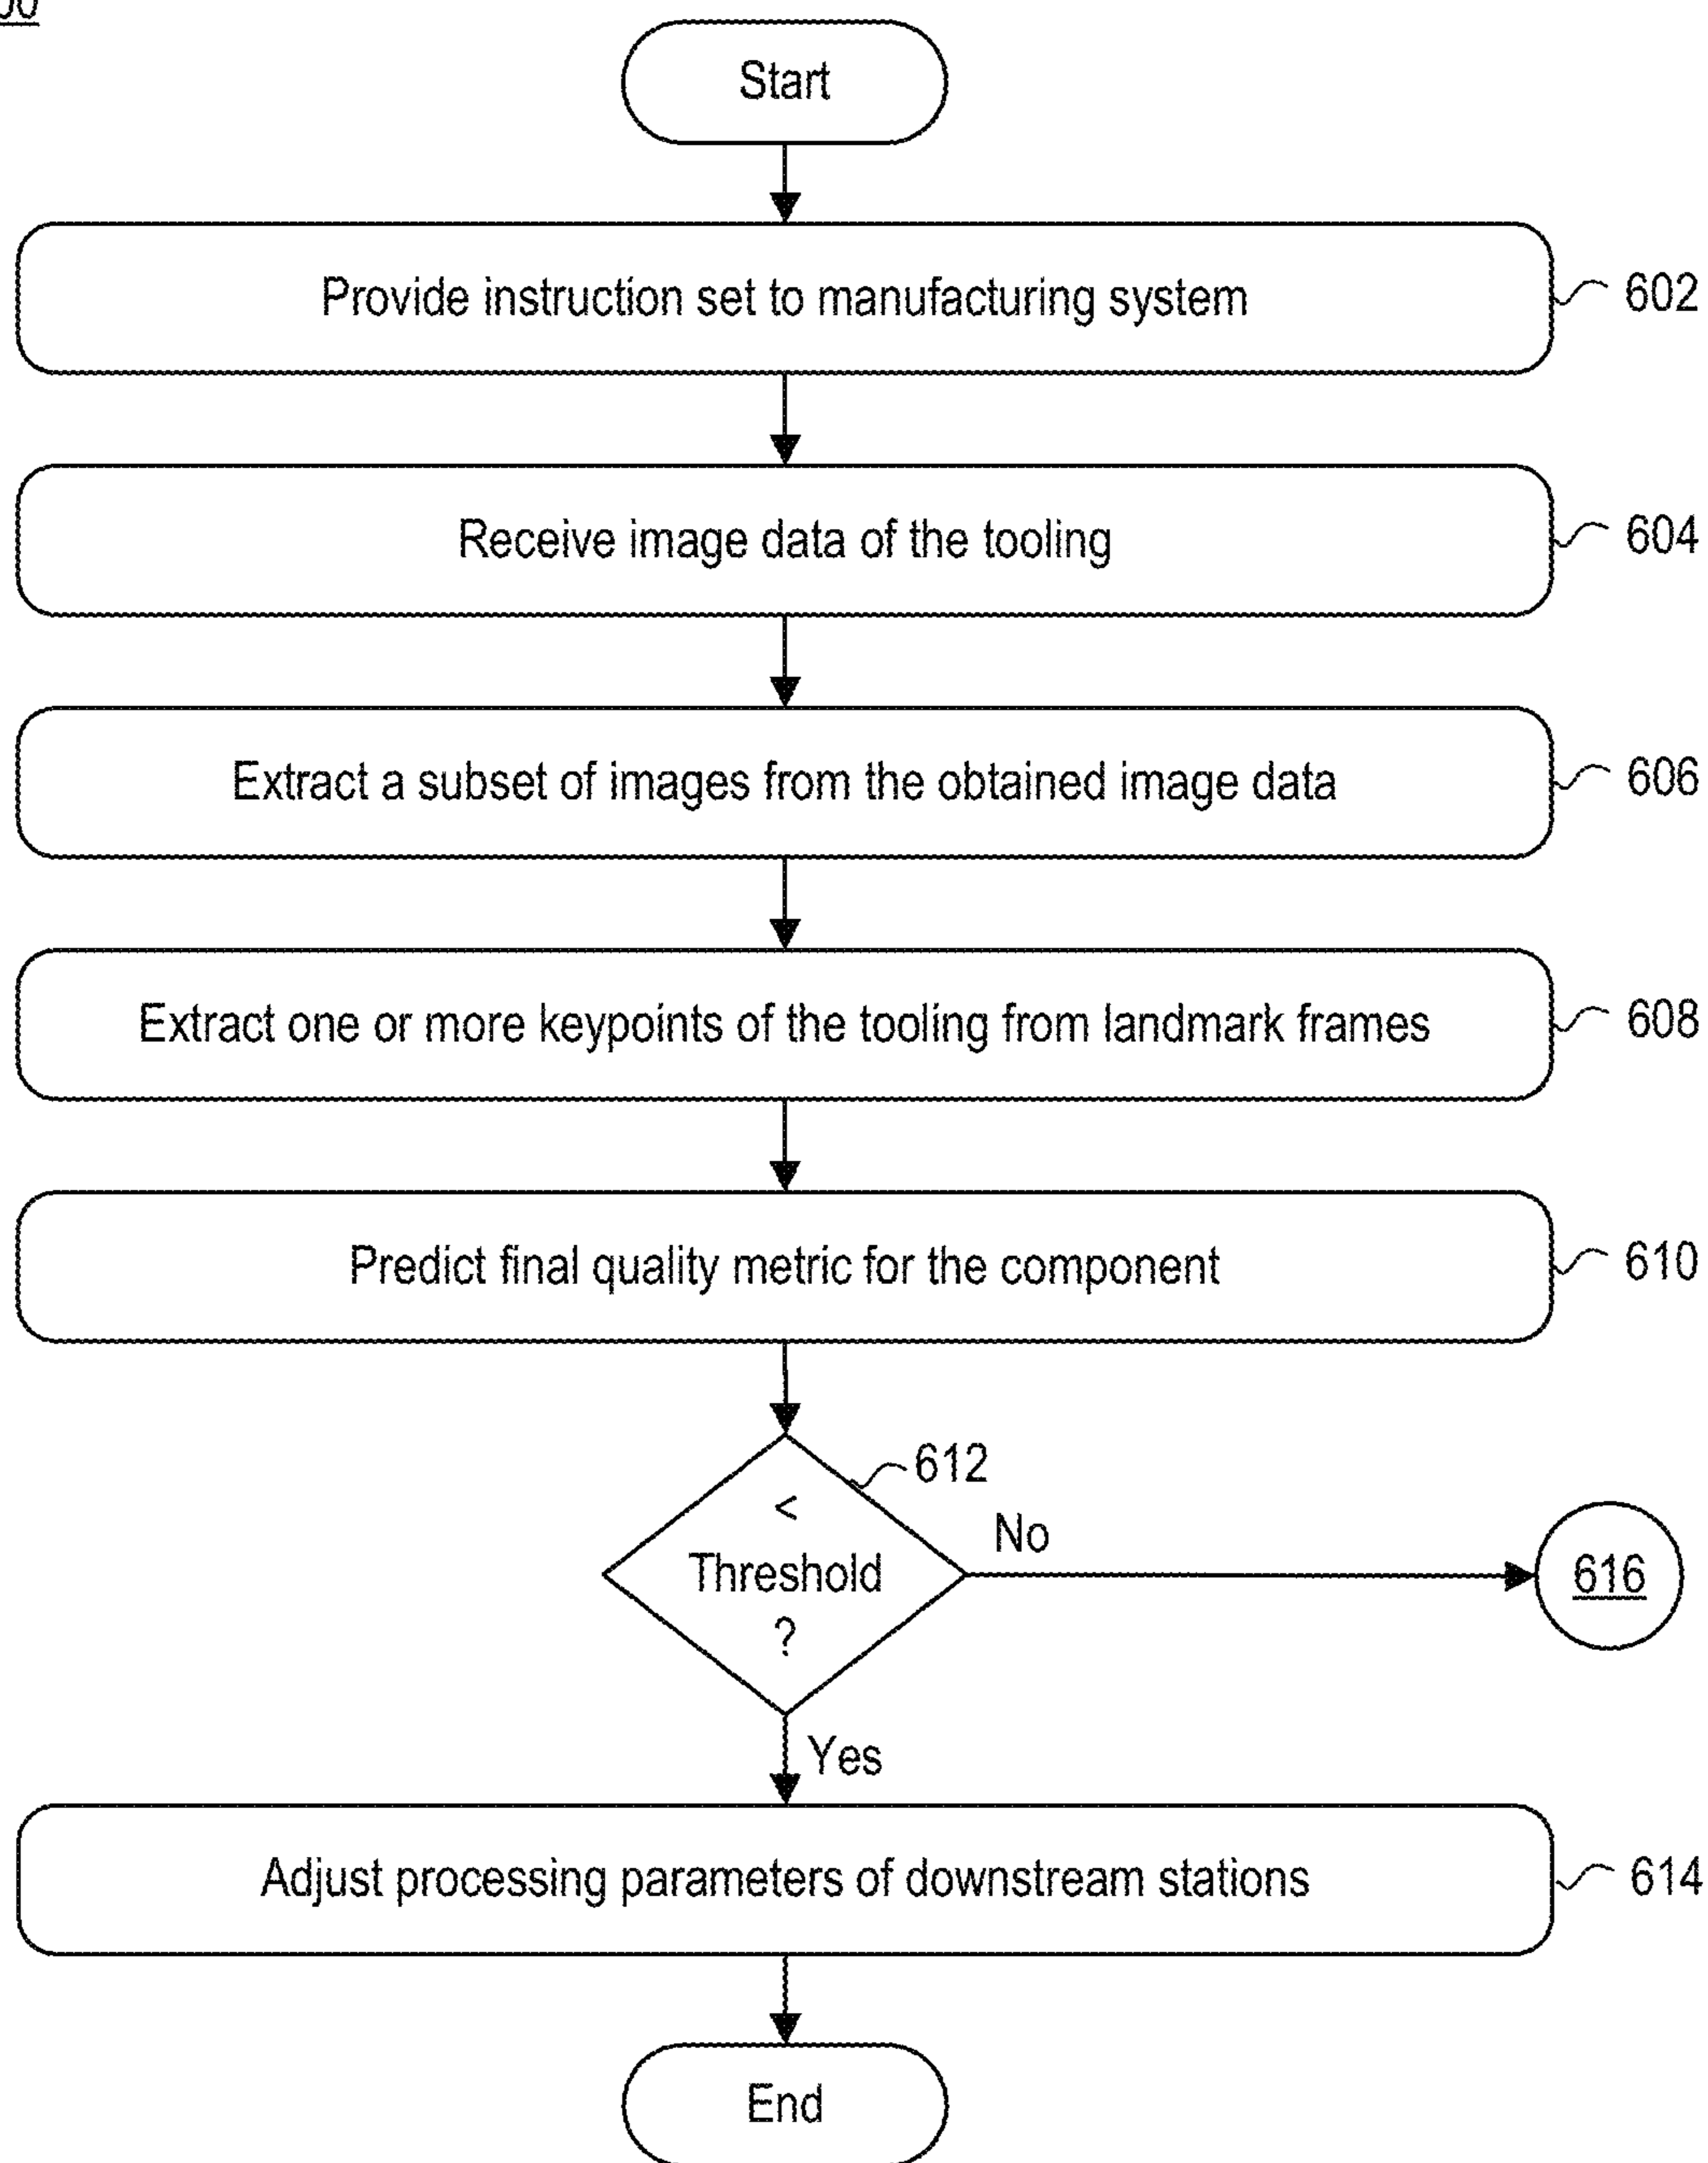 Start
Provide instruction set to manufacturing system
602
Receive image data of the tooling
604
Extract a subset of images from the obtained image data
606
Extract one or more keypoints of the tooling from landmark frames
608
Predict final quality metric for the component
610
612
<
Threshold
?
No
616
Yes
Adjust processing parameters of downstream stations
614
End